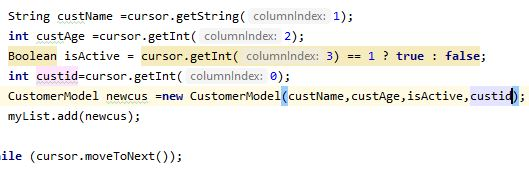 String custName =cursor.getString( columnIndex: 1);
int custAge =cursor.getInt( columnIndex: 2);
Boolean isActive = cursor.getInt( columnIndex: 3) == 1 ? true : false;
int custid=cursor.getInt( columnIndex: 0);
CustomerModel newcus =new CustomerModel(custName,custAge,isActive,custid);
myList.add(newcus);
ile (cursor.moveToNext());